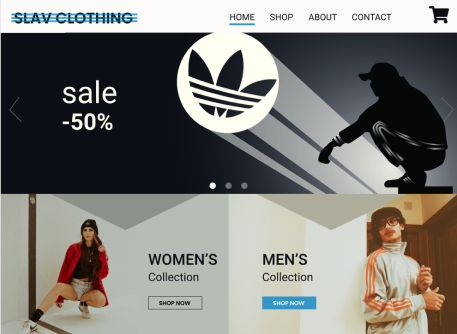 SLAV CLOTHING
HOME SHOP ABOUT CONTACT
sale
-50%
WOMEN'S
Collection
SHOP NOW
MEN'S
Collection
SHOP NOW